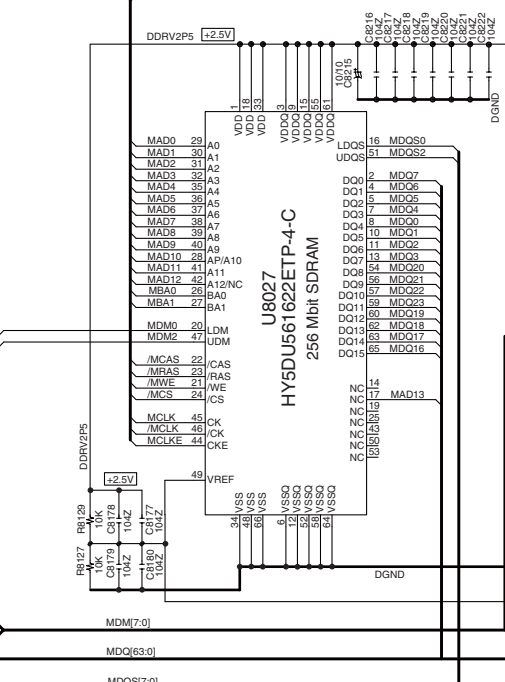 DDRV2P5 +2.5V
C8216 104Z
C8217 104Z
C8218 104Z
C8219 104Z
C8220 104Z
C8221 104Z
C8222 104Z
10/10 C8215
DGND
1 VDD
18 VDD
33 VDD
3 VDDQ
9 VDDQ
15 VDDQ
55 VDDQ
61 VDDQ
MAD0 29 A0
MAD1 30 A1
MAD2 31 A2
MAD3 32 A3
MAD4 35 A4
MAD5 36 A5
MAD6 37 A6
MAD7 38 A7
MAD8 39 A8
MAD9 40 A9
MAD10 28 AP/A10
MAD11 41 A11
MAD12 42 A12/NC
MBA0 26 BA0
MBA1 27 BA1
MDM0 20 LDM
MDM2 47 UDM
/MCAS 22 /CAS
/MRAS 23 /RAS
/MWE 21 /WE
/MCS 24 /CS
MCLK 45 CK
/MCLK 46 /CK
MCLKE 44 CKE
49 VREF
U8027
HY5DU561622ETP-4-C
256 Mbit SDRAM
LDQS 16 MDQS0
UDQS 51 MDQS2
DQ0 2 MDQ7
DQ1 4 MDQ6
DQ2 5 MDQ5
DQ3 7 MDQ4
DQ4 8 MDQ0
DQ5 10 MDQ1
DQ6 11 MDQ2
DQ7 13 MDQ3
DQ8 54 MDQ20
DQ9 56 MDQ21
DQ10 57 MDQ22
DQ11 59 MDQ23
DQ12 60 MDQ19
DQ13 62 MDQ18
DQ14 63 MDQ17
DQ15 65 MDQ16
NC 14
NC 17 MAD13
NC 19
NC 25
NC 43
NC 50
NC 53
DDRV2P5
+2.5V
R8129 10K
C8178 104Z
C8177 104Z
R8127 10K
C8179 104Z
C8180 104Z
34 VSS
48 VSS
66 VSS
6 VSSQ
12 VSSQ
52 VSSQ
58 VSSQ
64 VSSQ
DGND
MDM[7:0]
MDQ[63:0]
MDQS[7:0]